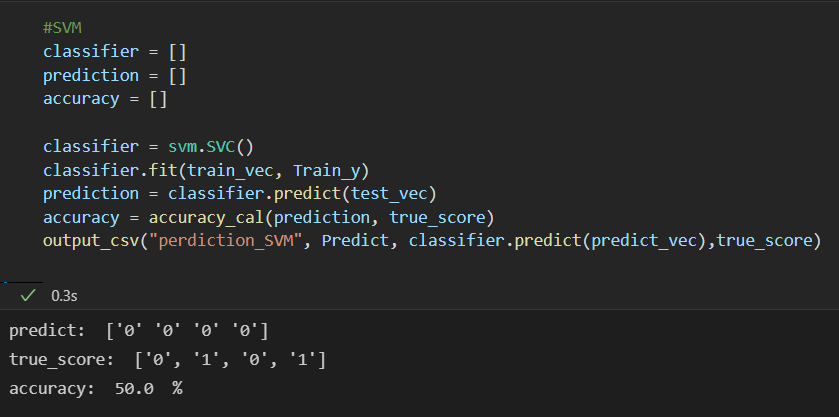 #SVM
classifier = []
prediction = []
accuracy = []
classifier = svm.SVC()
classifier.fit(train_vec, Train_y)
prediction = classifier.predict(test_vec)
accuracy = accuracy_cal(prediction, true_score)
output_csv("perdiction_SVM", Predict, classifier.predict(predict_vec),true_score)
✓ 0.3s
predict:  ['0' '0' '0' '0']
true_score:  ['0', '1', '0', '1']
accuracy:  50.0  %